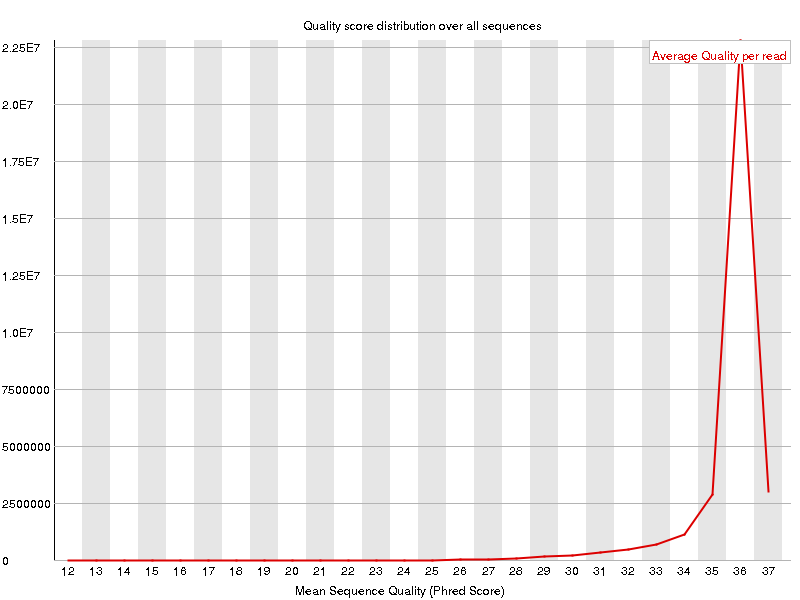 Quality score distribution over all sequences
Average Quality per read
2.25E7
2.0E7
1.75E7
1.5E7
1.25E7
1.0E7
7500000
5000000
2500000
0
12 13 14 15 16 17 18 19 20 21 22 23 24 25 26 27 28 29 30 31 32 33 34 35 36 37
Mean Sequence Quality (Phred Score)